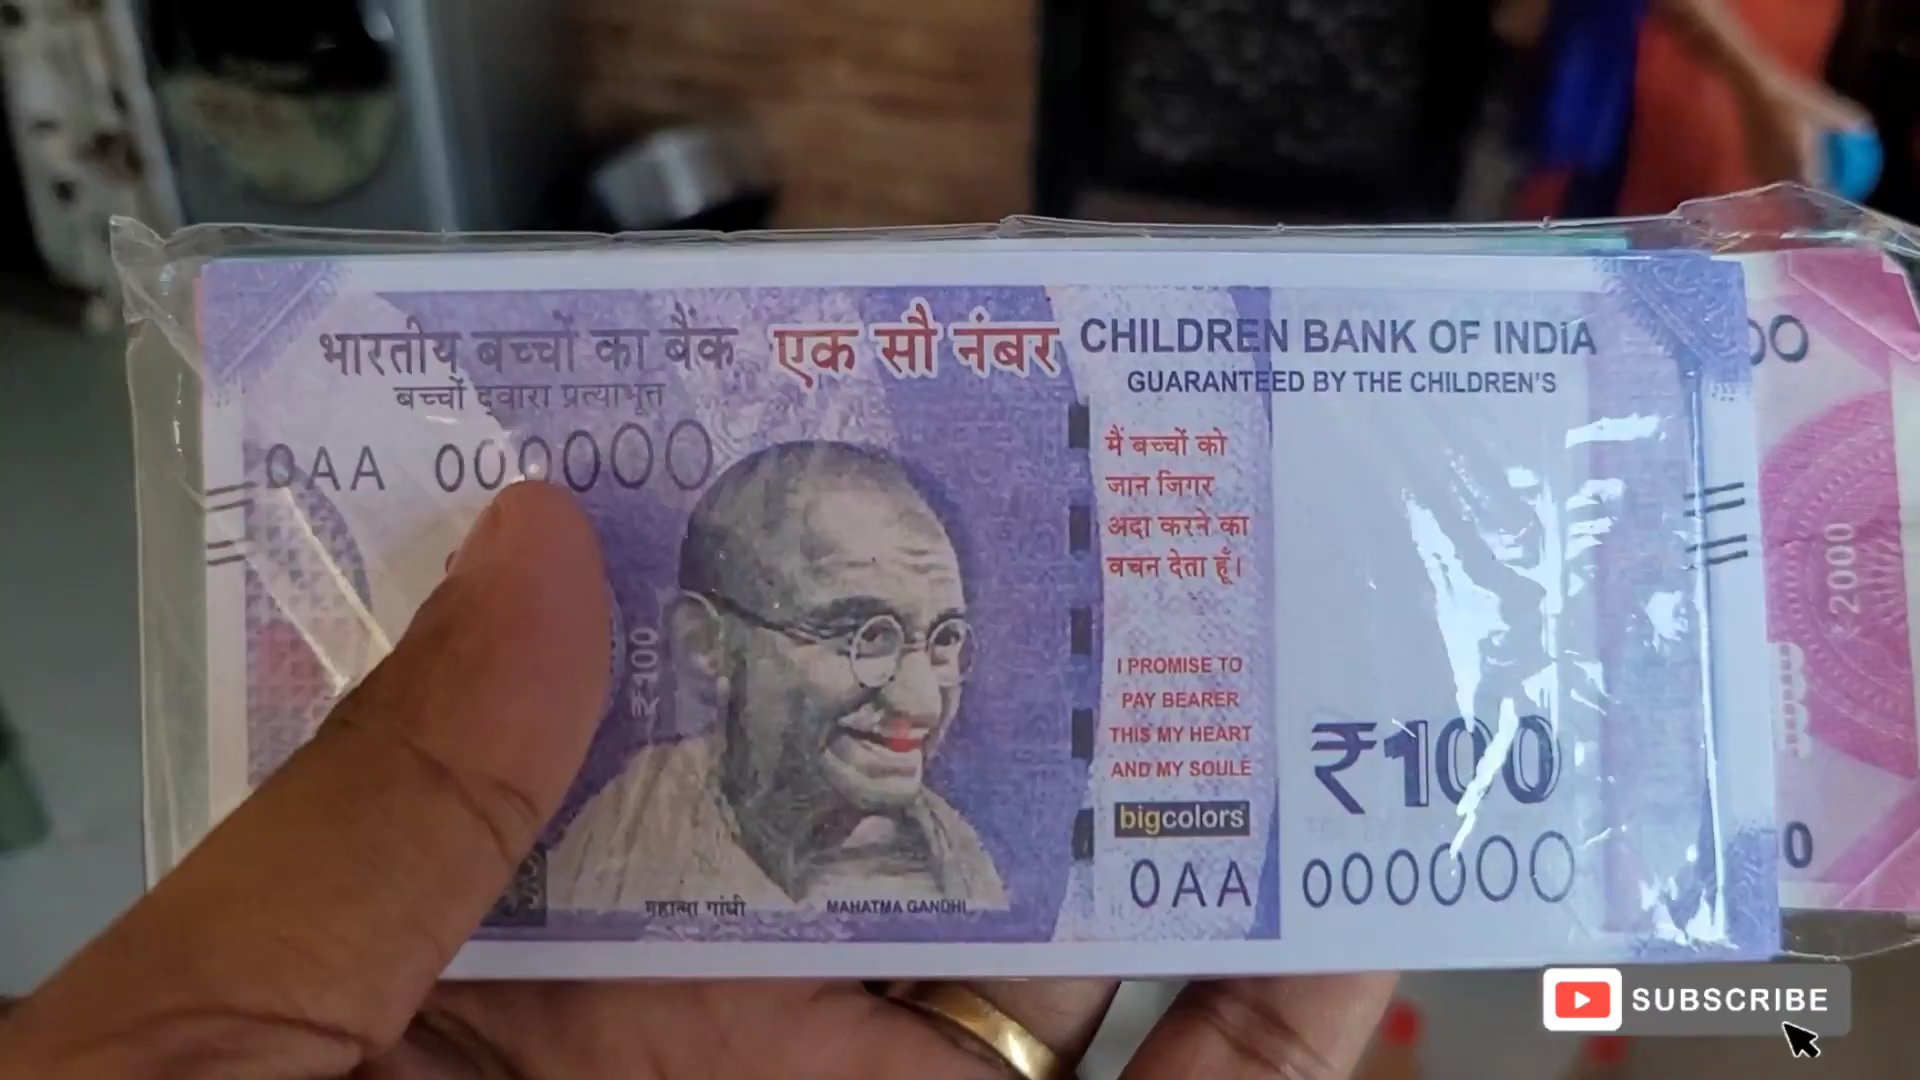 भारतीय बच्चों का बैंक एक सौ नंबर CHILDREN BANK OF INDiA
बच्चों द्वारा प्रत्याभूत GUARANTEED BY THE CHILDREN'S
0AA 000000
मैं बच्चों को
जान जिगर
अदा करने का
वचन देता हूँ।
₹100
I PROMISE TO
PAY BEARER
THIS MY HEART
AND MY SOULE
bigcolors
₹100
0AA 000000
महात्मा गांधी MAHATMA GANDHI
00
₹2000
0
SUBSCRIBE